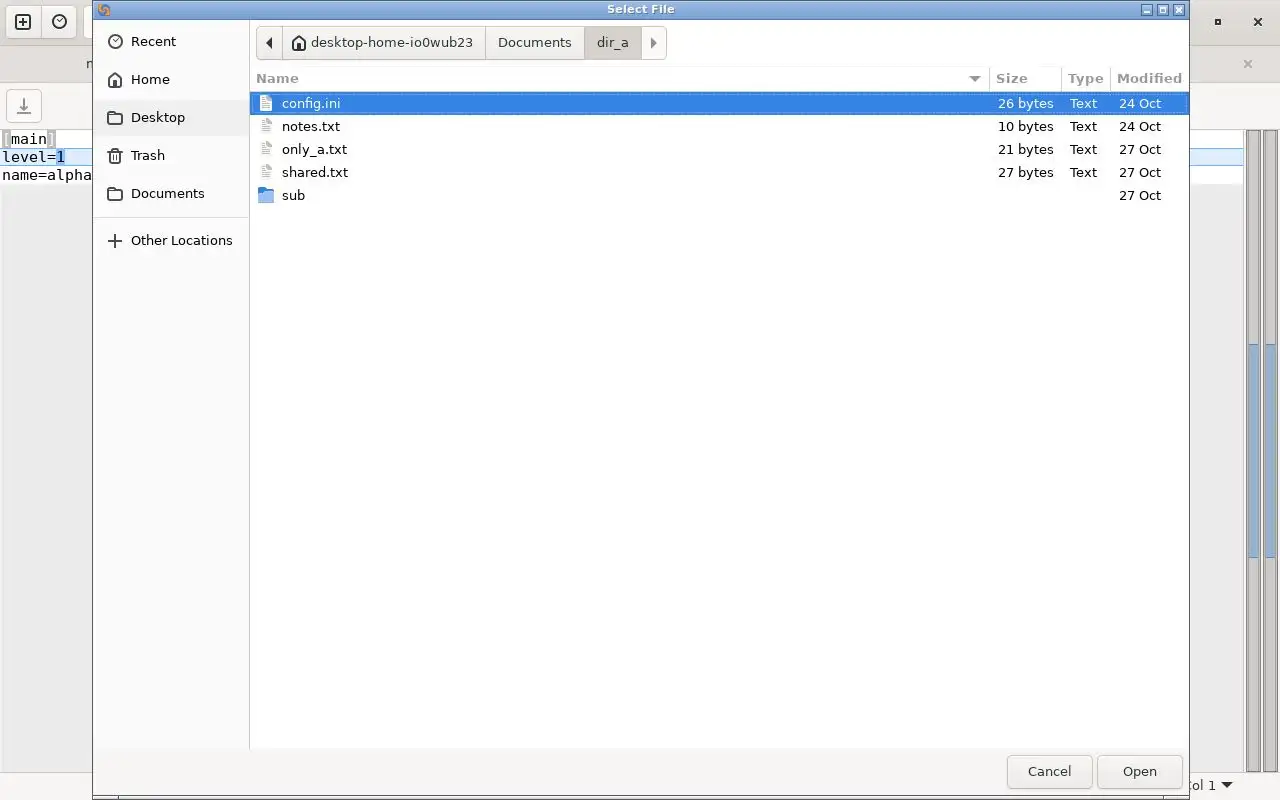 Select File
Recent
Home
Desktop
Trash
Documents
Other Locations
desktop-home-io0wub23 Documents dir_a
Name Size Type Modified
config.ini 26 bytes Text 24 Oct
notes.txt 10 bytes Text 24 Oct
only_a.txt 21 bytes Text 27 Oct
shared.txt 27 bytes Text 27 Oct
sub 27 Oct
[main]
level=1
name=alpha
Cancel Open
Col 1